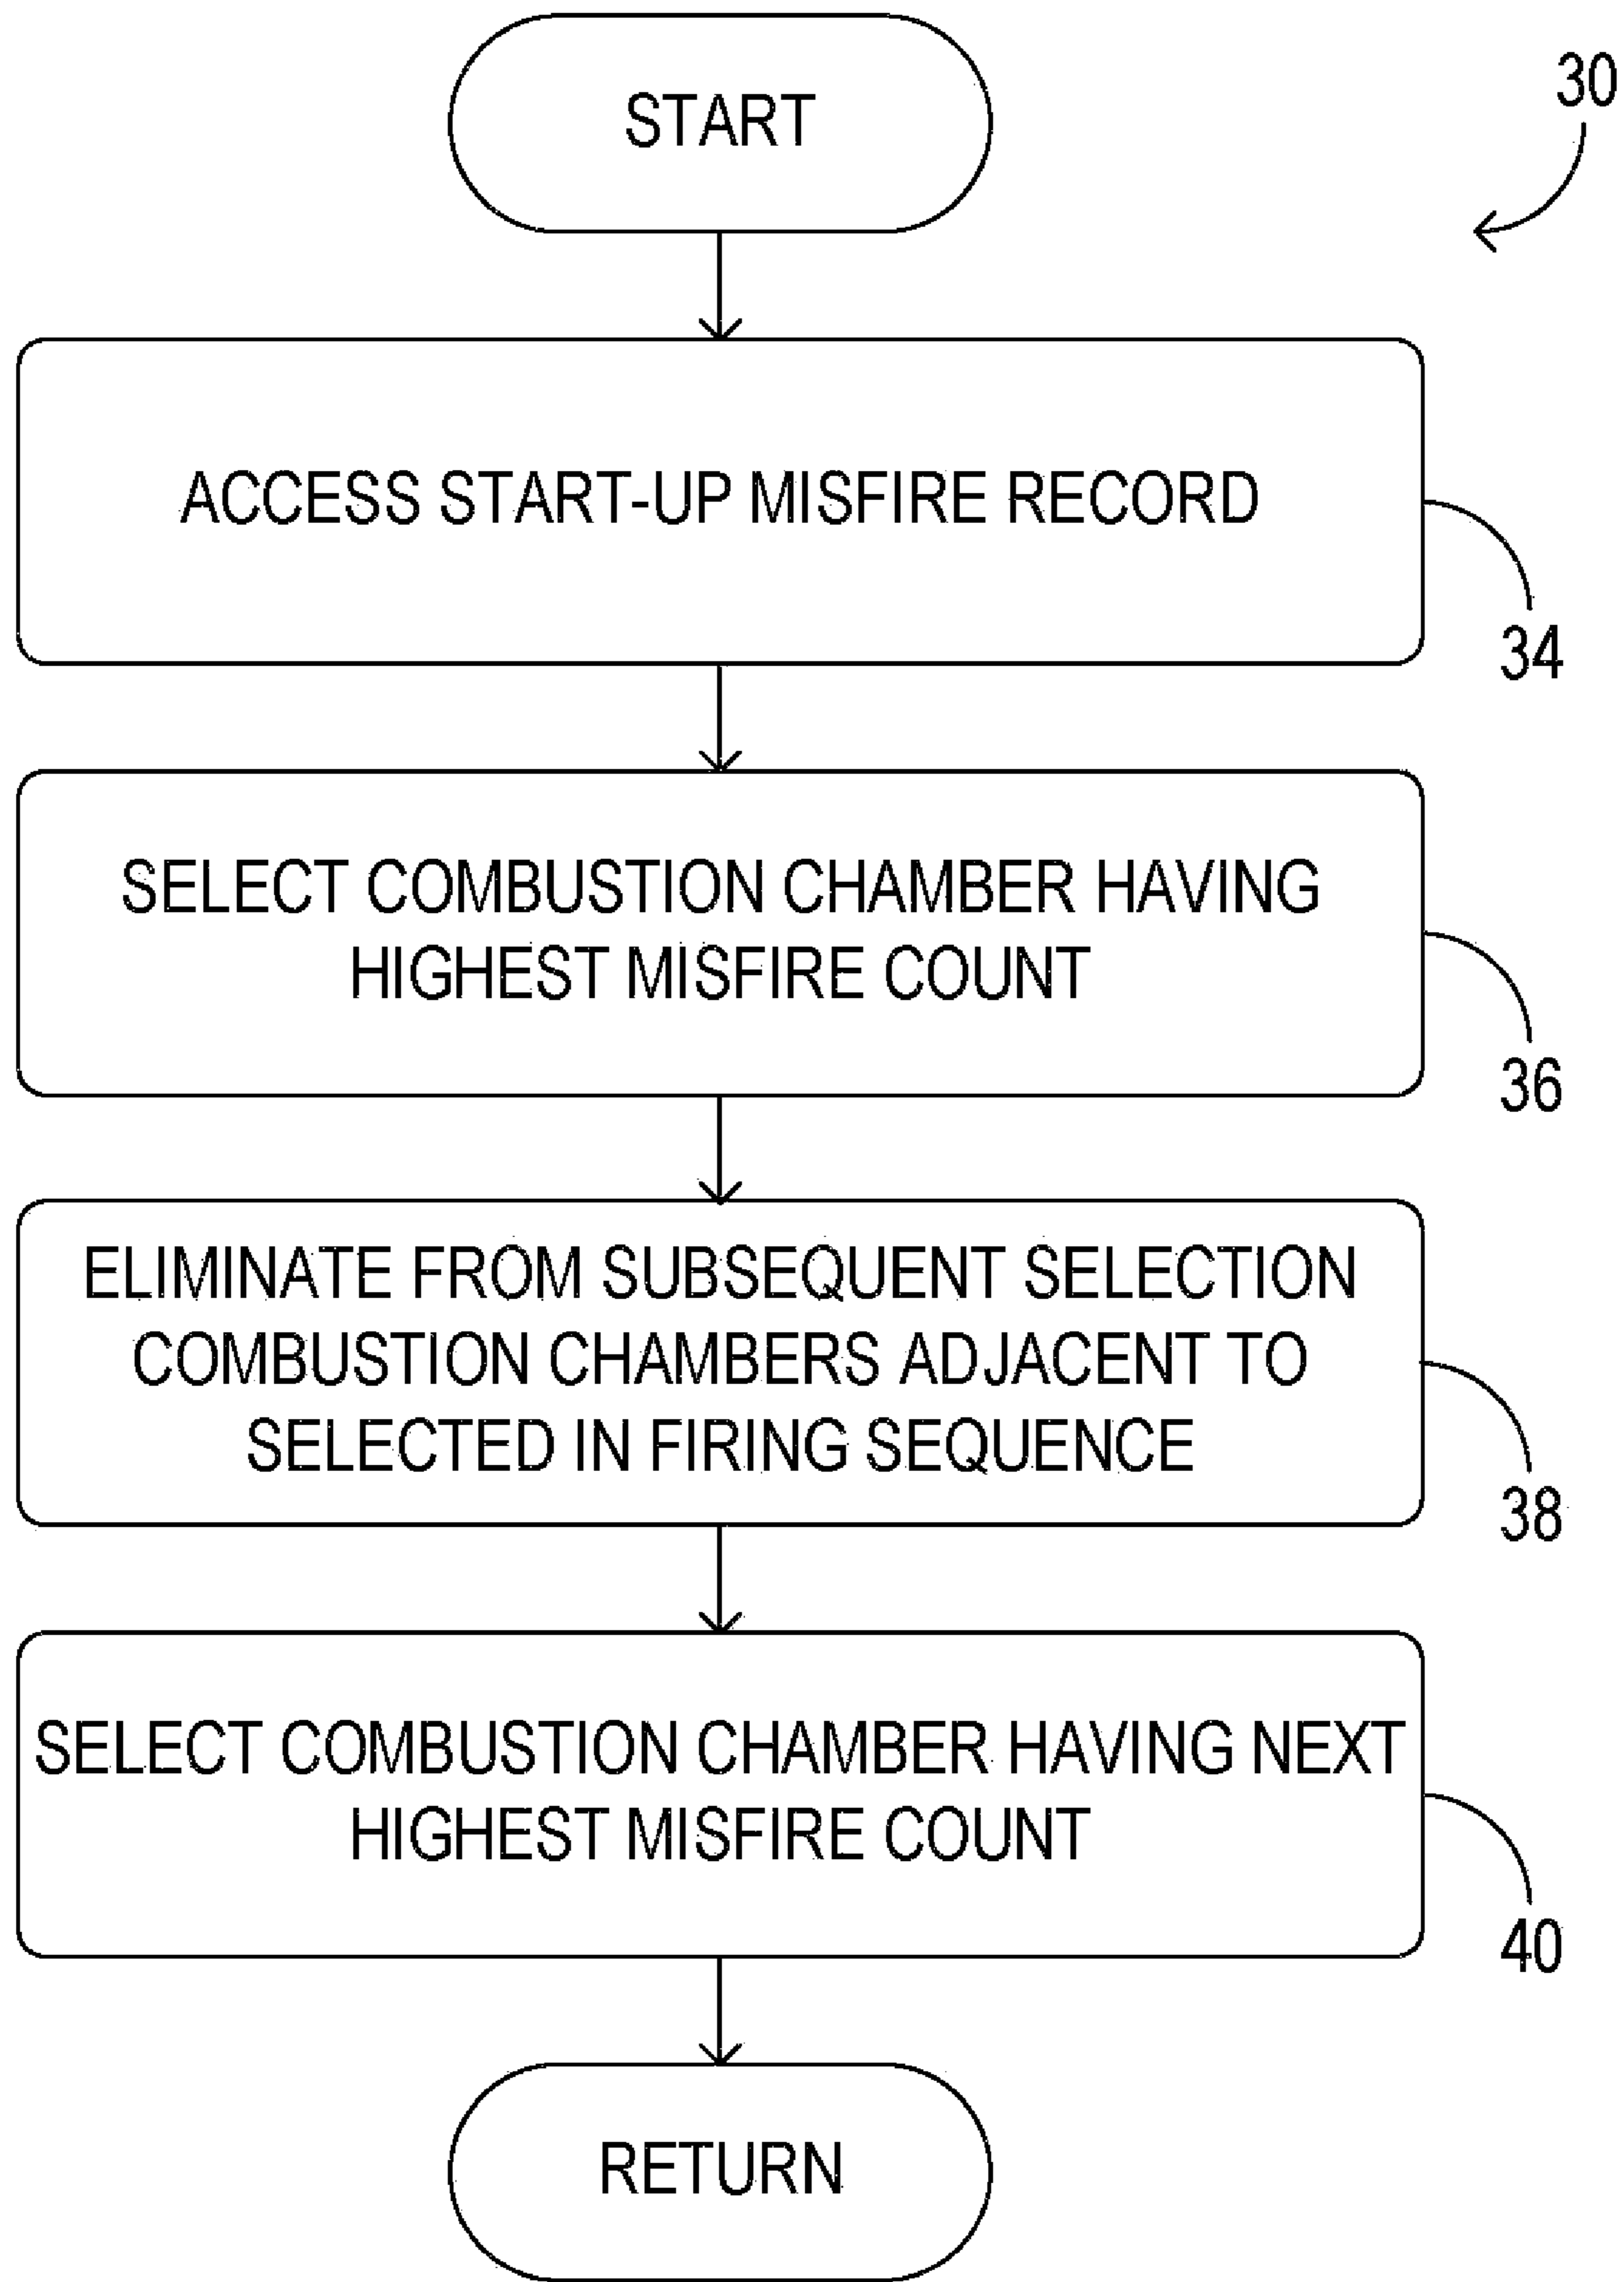 START
30
ACCESS START-UP MISFIRE RECORD
34
SELECT COMBUSTION CHAMBER HAVING
HIGHEST MISFIRE COUNT
36
ELIMINATE FROM SUBSEQUENT SELECTION
COMBUSTION CHAMBERS ADJACENT TO
SELECTED IN FIRING SEQUENCE
38
SELECT COMBUSTION CHAMBER HAVING NEXT
HIGHEST MISFIRE COUNT
40
RETURN